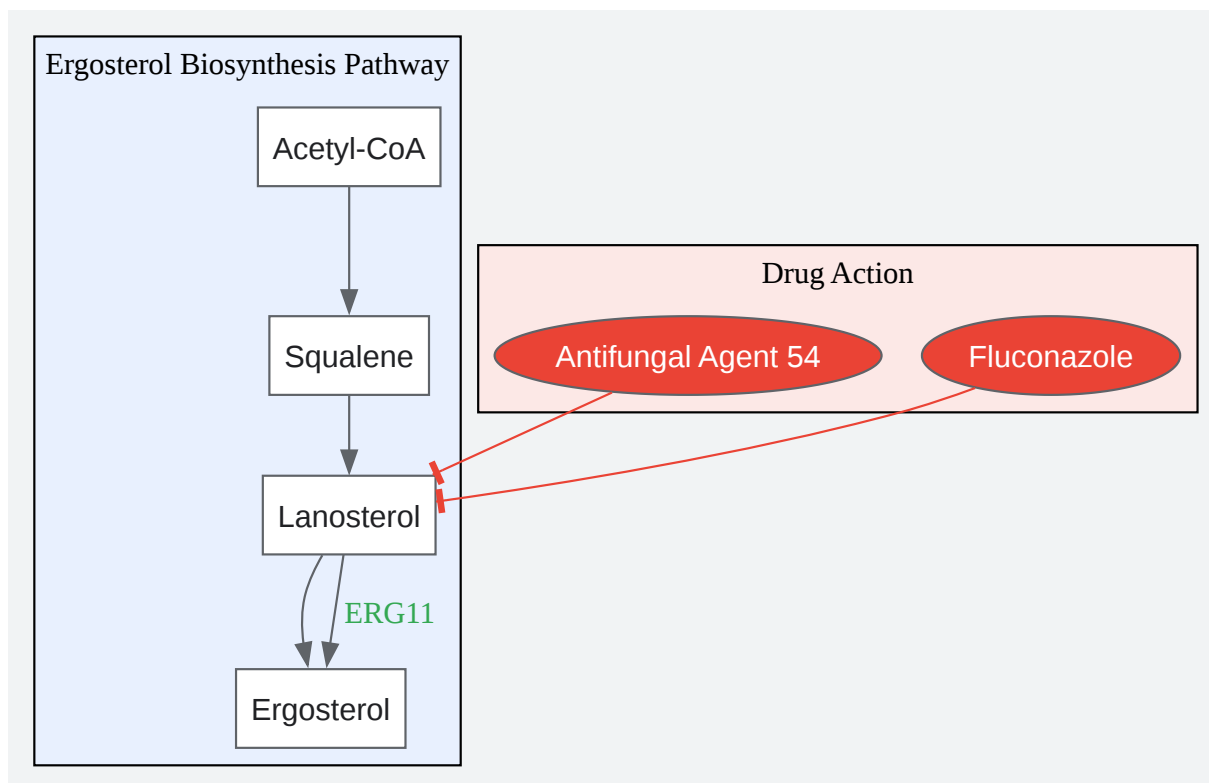 Ergosterol Biosynthesis Pathway
Acetyl-CoA
Drug Action
Squalene
Antifungal Agent 54
Fluconazole
Lanosterol
ERG11
Ergosterol